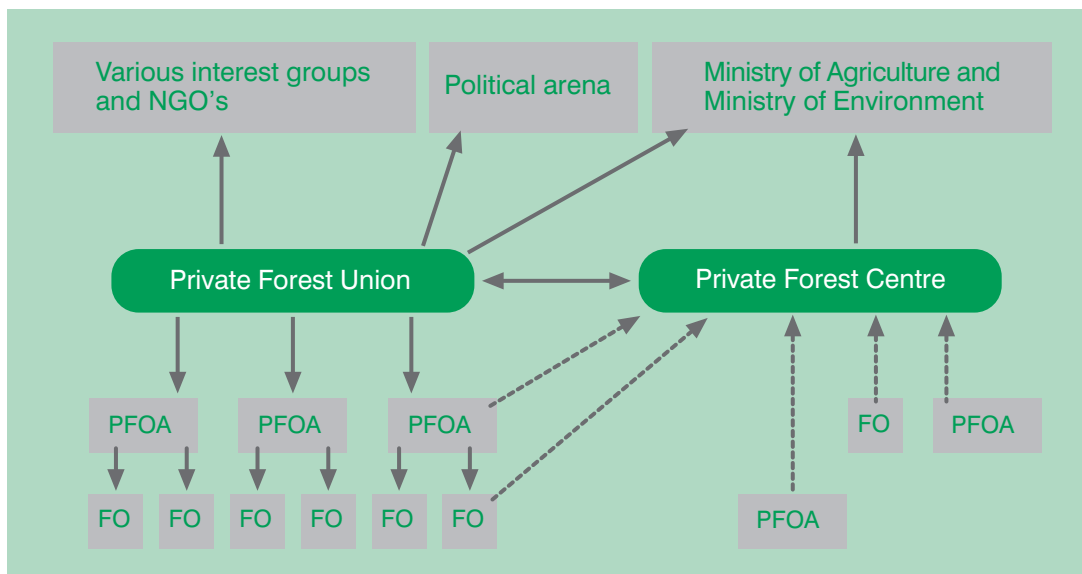 Various interest groups
and NGO’s
Political arena
Ministry of Agriculture and
Ministry of Environment
Private Forest Union
Private Forest Centre
PFOA
PFOA
PFOA
FO
PFOA
FO
FO
FO
FO
FO
FO
PFOA